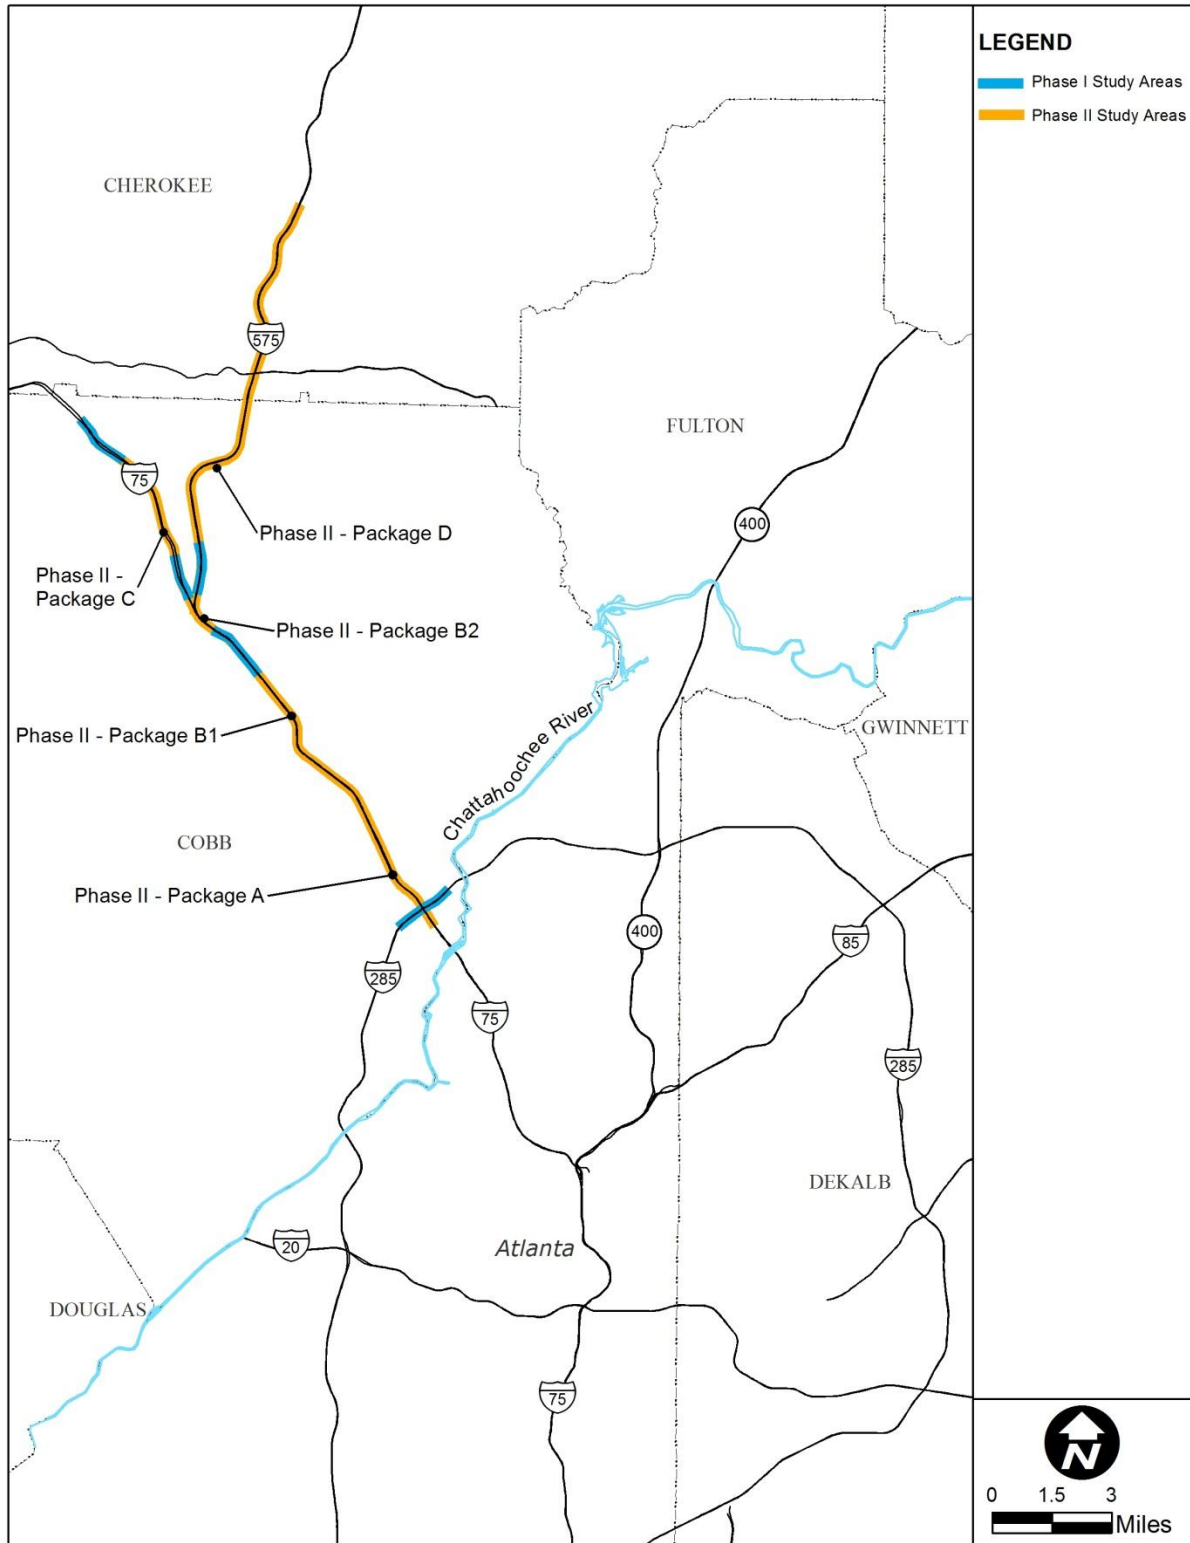 LEGEND
Phase I Study Areas
Phase II Study Areas
CHEROKEE
575
FULTON
75
400
Phase II - Package D
Phase II -
Package C
Phase II - Package B2
Chattahoochee River
Phase II - Package B1
GWINNETT
COBB
Phase II - Package A
400
85
285
75
285
DEKALB
20
Atlanta
DOUGLAS
75
N
0 1.5 3
Miles